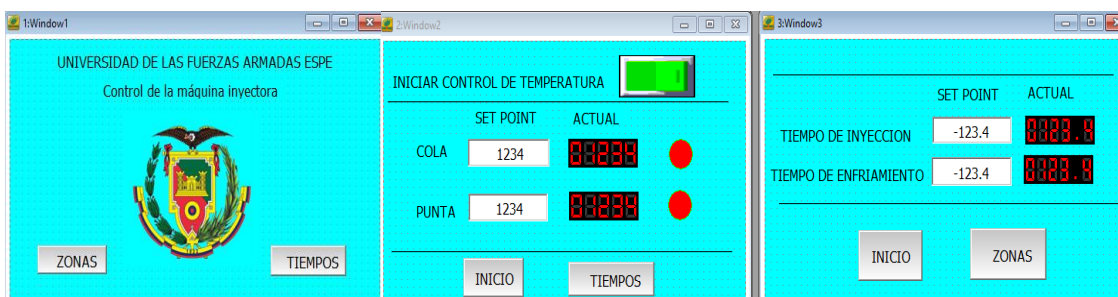 1:Window1
UNIVERSIDAD DE LAS FUERZAS ARMADAS ESPE
Control de la máquina inyectora
ZONAS
TIEMPOS
2:Window2
INICIAR CONTROL DE TEMPERATURA
SET POINT ACTUAL
COLA 1234
PUNTA 1234
INICIO TIEMPOS
3:Window3
SET POINT ACTUAL
TIEMPO DE INYECCION -123.4
TIEMPO DE ENFRIAMIENTO -123.4
INICIO ZONAS